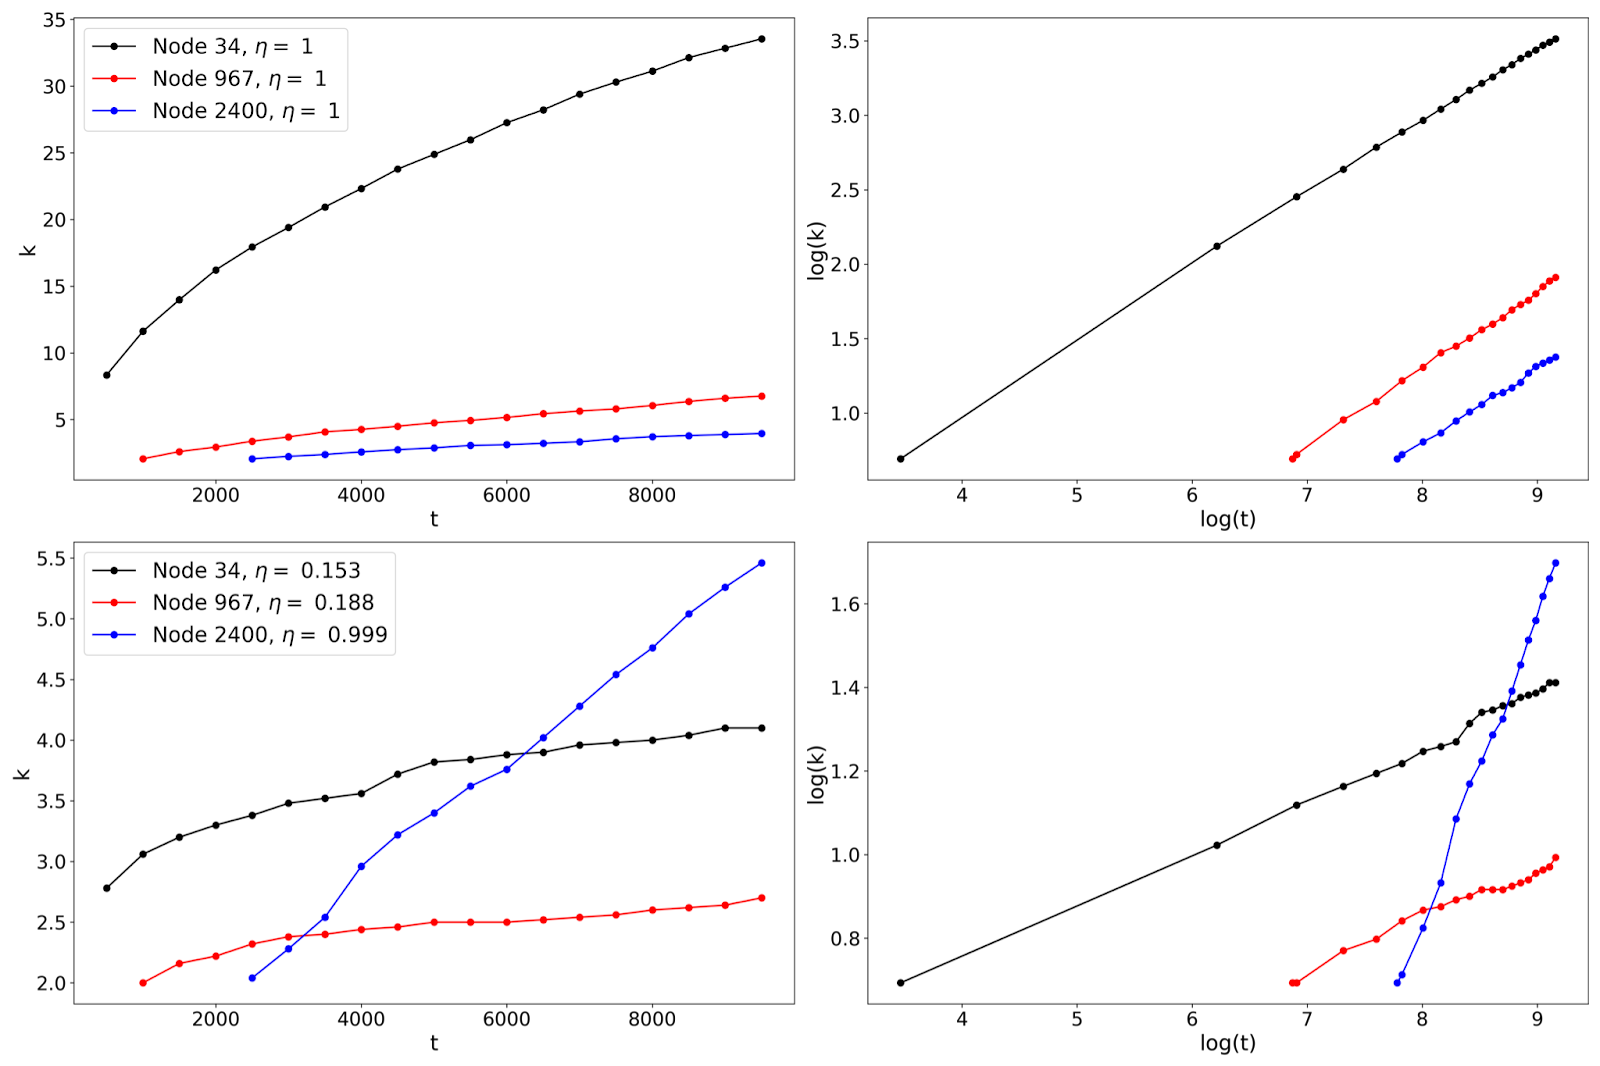 35
30
25
20
15
10
5
k
Node 34, η = 1
Node 967, η = 1
Node 2400, η = 1
2000 4000 6000 8000
t
3.5
3.0
2.5
2.0
1.5
1.0
log(k)
4 5 6 7 8 9
log(t)
5.5
5.0
4.5
4.0
3.5
3.0
2.5
2.0
k
Node 34, η = 0.153
Node 967, η = 0.188
Node 2400, η = 0.999
2000 4000 6000 8000
t
1.6
1.4
1.2
1.0
0.8
log(k)
4 5 6 7 8 9
log(t)